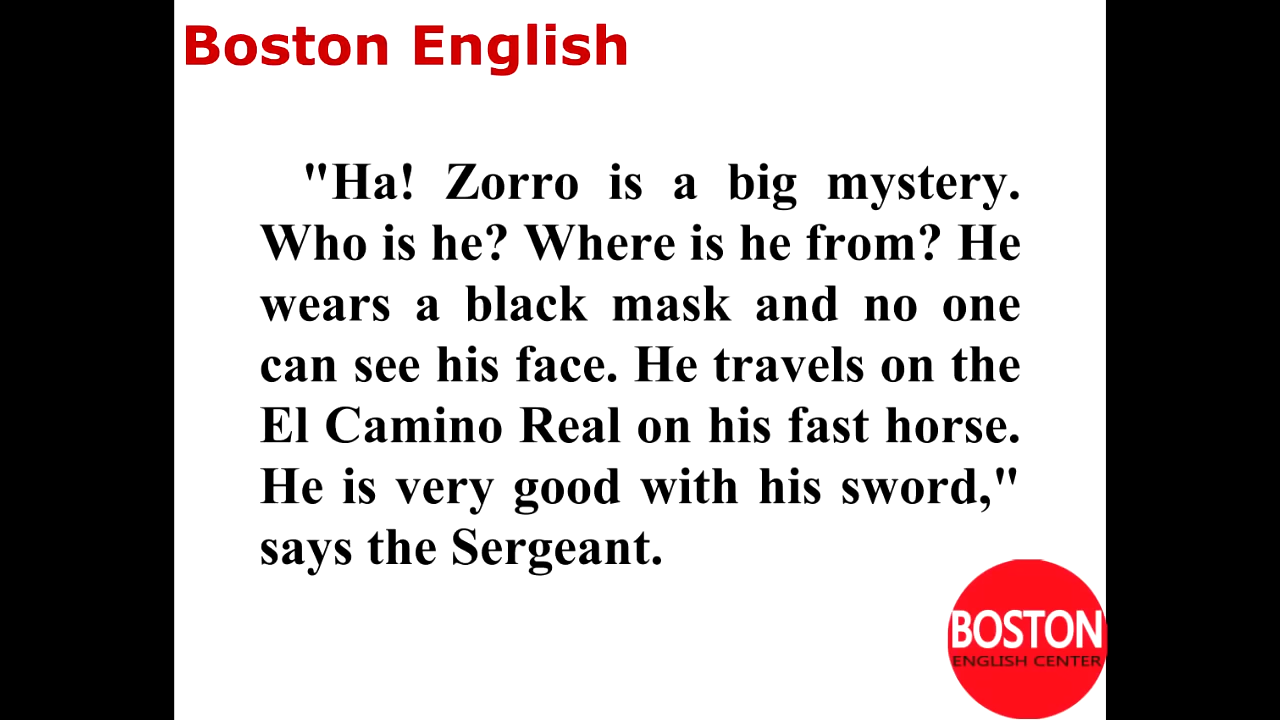 Boston English
"Ha! Zorro is a big mystery.
Who is he? Where is he from? He
wears a black mask and no one
can see his face. He travels on the
El Camino Real on his fast horse.
He is very good with his sword,"
says the Sergeant.
BOSTON
ENGLISH CENTER